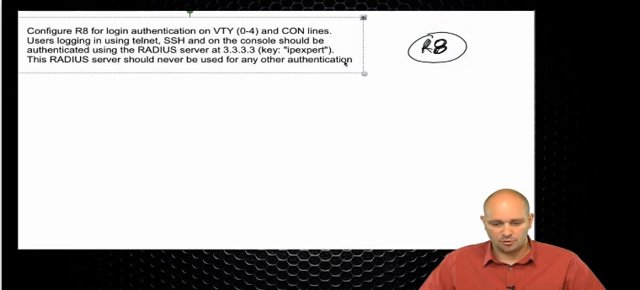 Configure R8 for login authentication on VTY (0-4) and CON lines.
Users logging in using telnet, SSH and on the console should be
authenticated using the RADIUS server at 3.3.3.3 (key: "ipexpert").
This RADIUS server should never be used for any other authentication
R8